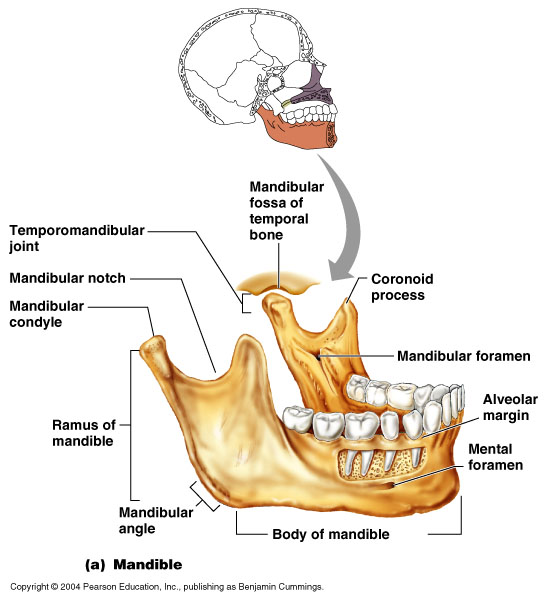 Mandibular
fossa of
temporal
bone
Temporomandibular
joint
Mandibular notch
Mandibular
condyle
Coronoid
process
Mandibular foramen
Alveolar
margin
Ramus of
mandible
Mental
foramen
Mandibular
angle
Body of mandible
(a) Mandible
Copyright © 2004 Pearson Education, Inc., publishing as Benjamin Cummings.